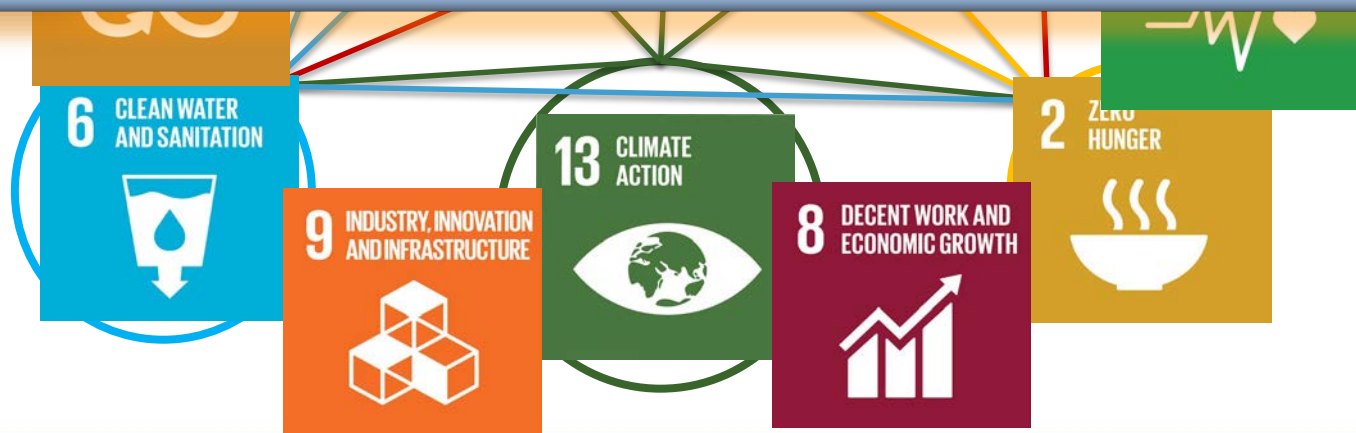 6 CLEAN WATER
AND SANITATION
9 INDUSTRY, INNOVATION
AND INFRASTRUCTURE
13 CLIMATE
ACTION
8 DECENT WORK AND
ECONOMIC GROWTH
2 ZERO
HUNGER